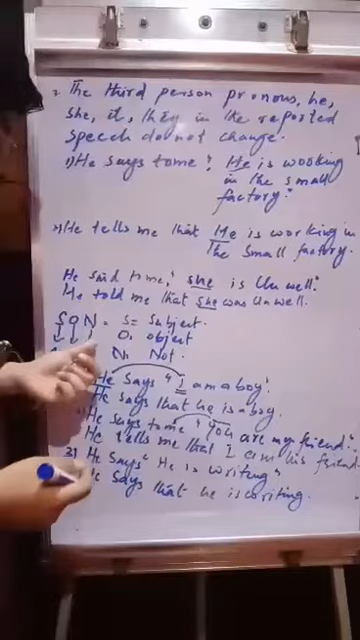 The third person pronouns, he,
she, it, they in the reported
speech do not change.
1) He says to me: He is wooking
in the small
factory."
He tells me that He is working in
The small factory.
He said to me," she is Unwell."
He told me that she was Unwell.
SON = S= Subject.
O. object
N. Not.
He Says "I am a boy."
He says that he is a boy.
He says to me "You are my friend."
He tells me that I am his friend
3) He Says" He is writing"
says that he is writing.